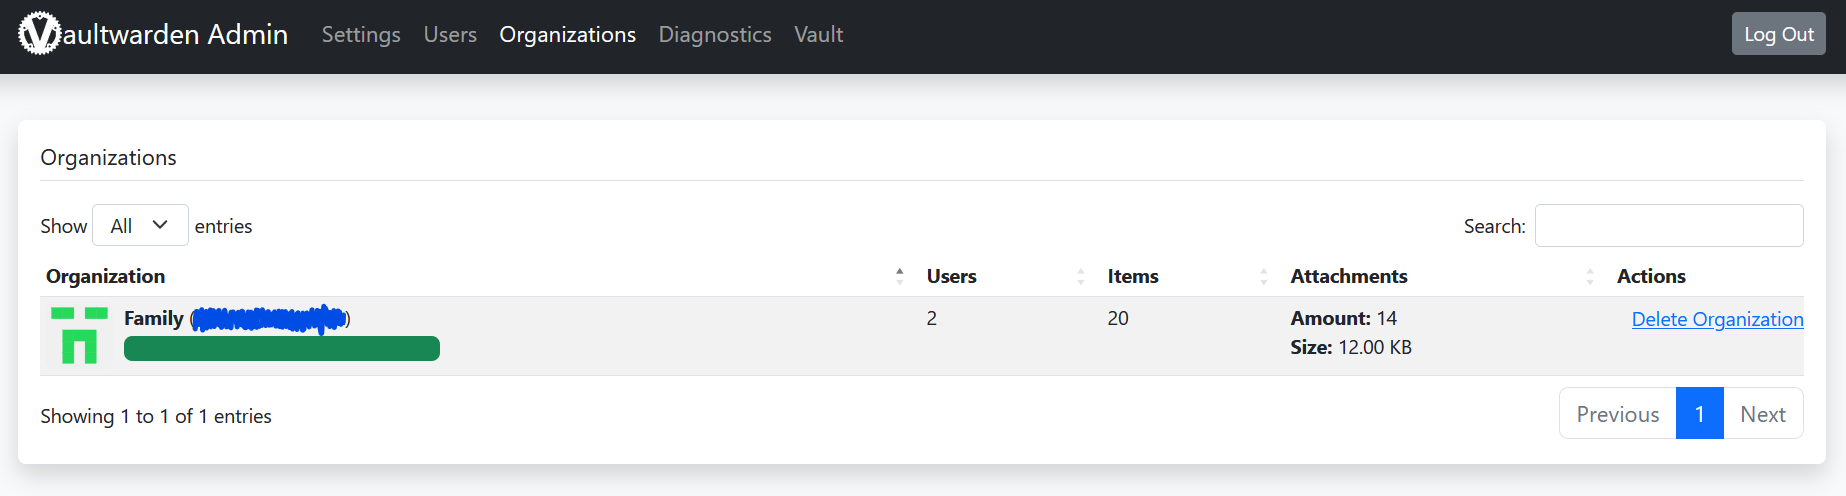 Vaultwarden Admin Settings Users Organizations Diagnostics Vault Log Out
Organizations
Show All entries Search:
Organization Users Items Attachments Actions
Family ( ) 2 20 Amount: 14 Delete Organization
Size: 12.00 KB
Showing 1 to 1 of 1 entries Previous 1 Next